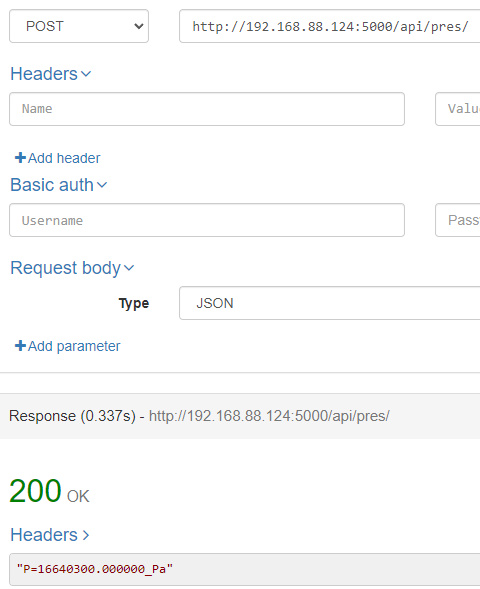 POST http://192.168.88.124:5000/api/pres/
Headers
Name Valu
Add header
Basic auth
Username Pass
Request body
Type JSON
Add parameter
Response (0.337s) - http://192.168.88.124:5000/api/pres/
200 OK
Headers
"P=16640300.000000_Pa"